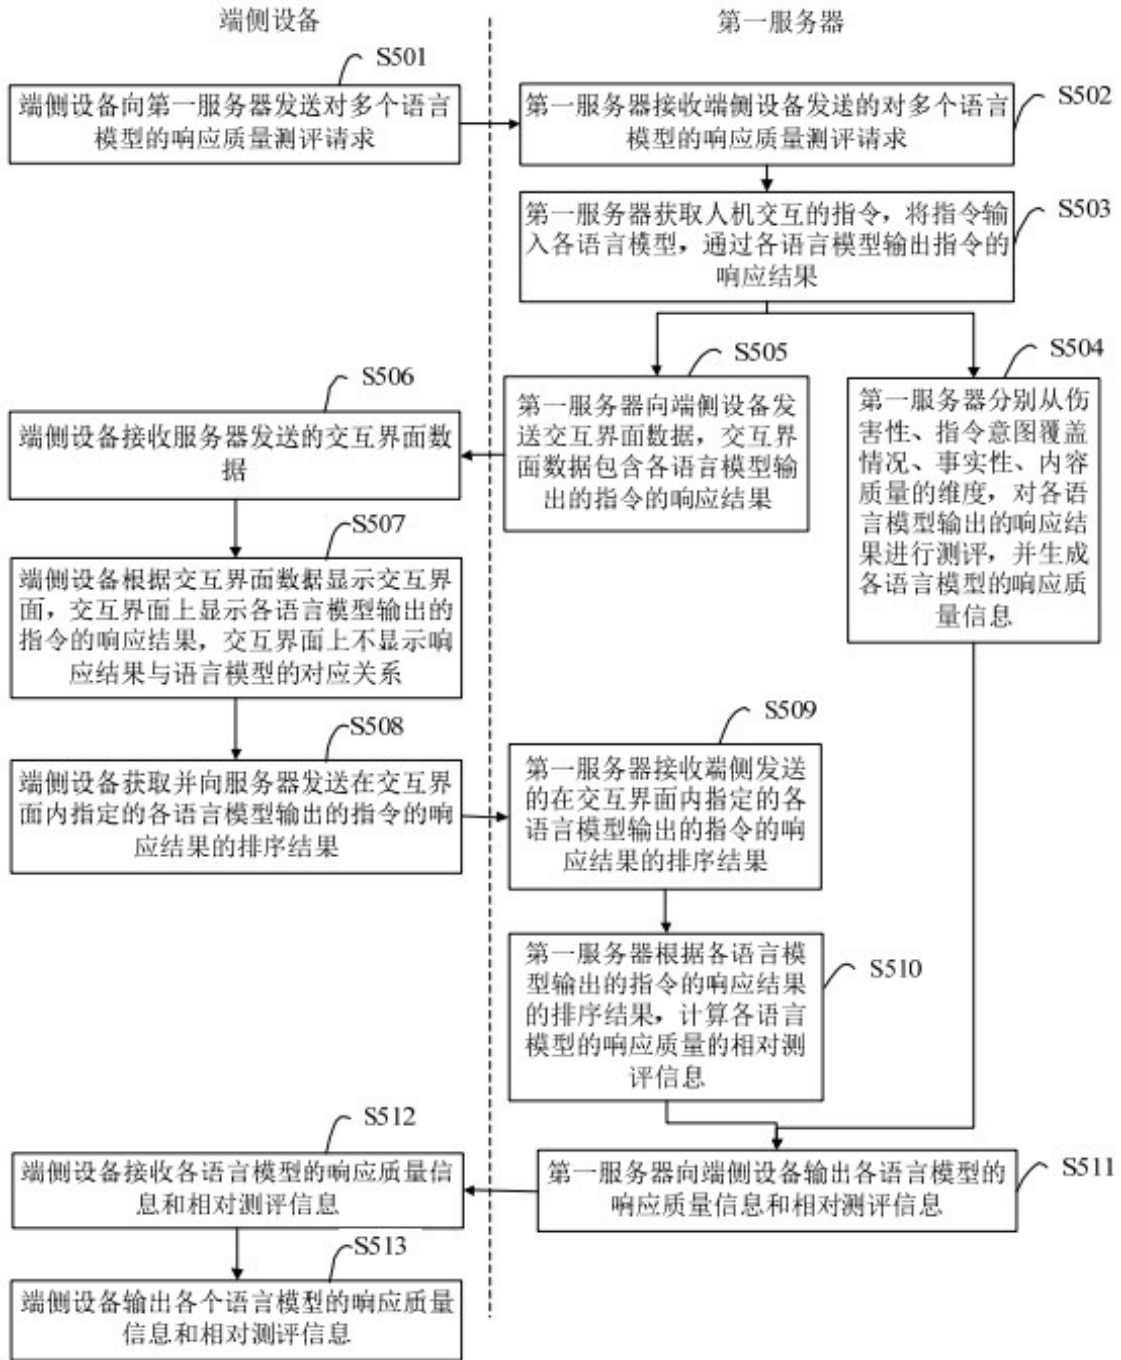 端侧设备
第一服务器
S501
端侧设备向第一服务器发送对多个语言
模型的响应质量测评请求
S502
第一服务器接收端侧设备发送的对多个语言
模型的响应质量测评请求
S503
第一服务器获取人机交互的指令，将指令输
入各语言模型，通过各语言模型输出指令的
响应结果
S504
第一服务器分别从伤
害性、指令意图覆盖
情况、事实性、内容
质量的维度，对各语
言模型输出的响应结
果进行测评，并生成
各语言模型的响应质
量信息
S505
第一服务器向端侧设备发
送交互界面数据，交互界
面数据包含各语言模型输
出的指令的响应结果
S506
端侧设备接收服务器发送的交互界面数
据
S507
端侧设备根据交互界面数据显示交互界
面，交互界面上显示各语言模型输出的
指令的响应结果，交互界面上不显示响
应结果与语言模型的对应关系
S508
端侧设备获取并向服务器发送在交互界
面内指定的各语言模型输出的指令的响
应结果的排序结果
S509
第一服务器接收端侧发送
的在交互界面内指定的各
语言模型输出的指令的响
应结果的排序结果
S510
第一服务器根据各语言模
型输出的指令的响应结果
的排序结果，计算各语言
模型的响应质量的相对测
评信息
S511
第一服务器向端侧设备输出各语言模型的
响应质量信息和相对测评信息
S512
端侧设备接收各语言模型的响应质量信
息和相对测评信息
S513
端侧设备输出各个语言模型的响应质量
信息和相对测评信息